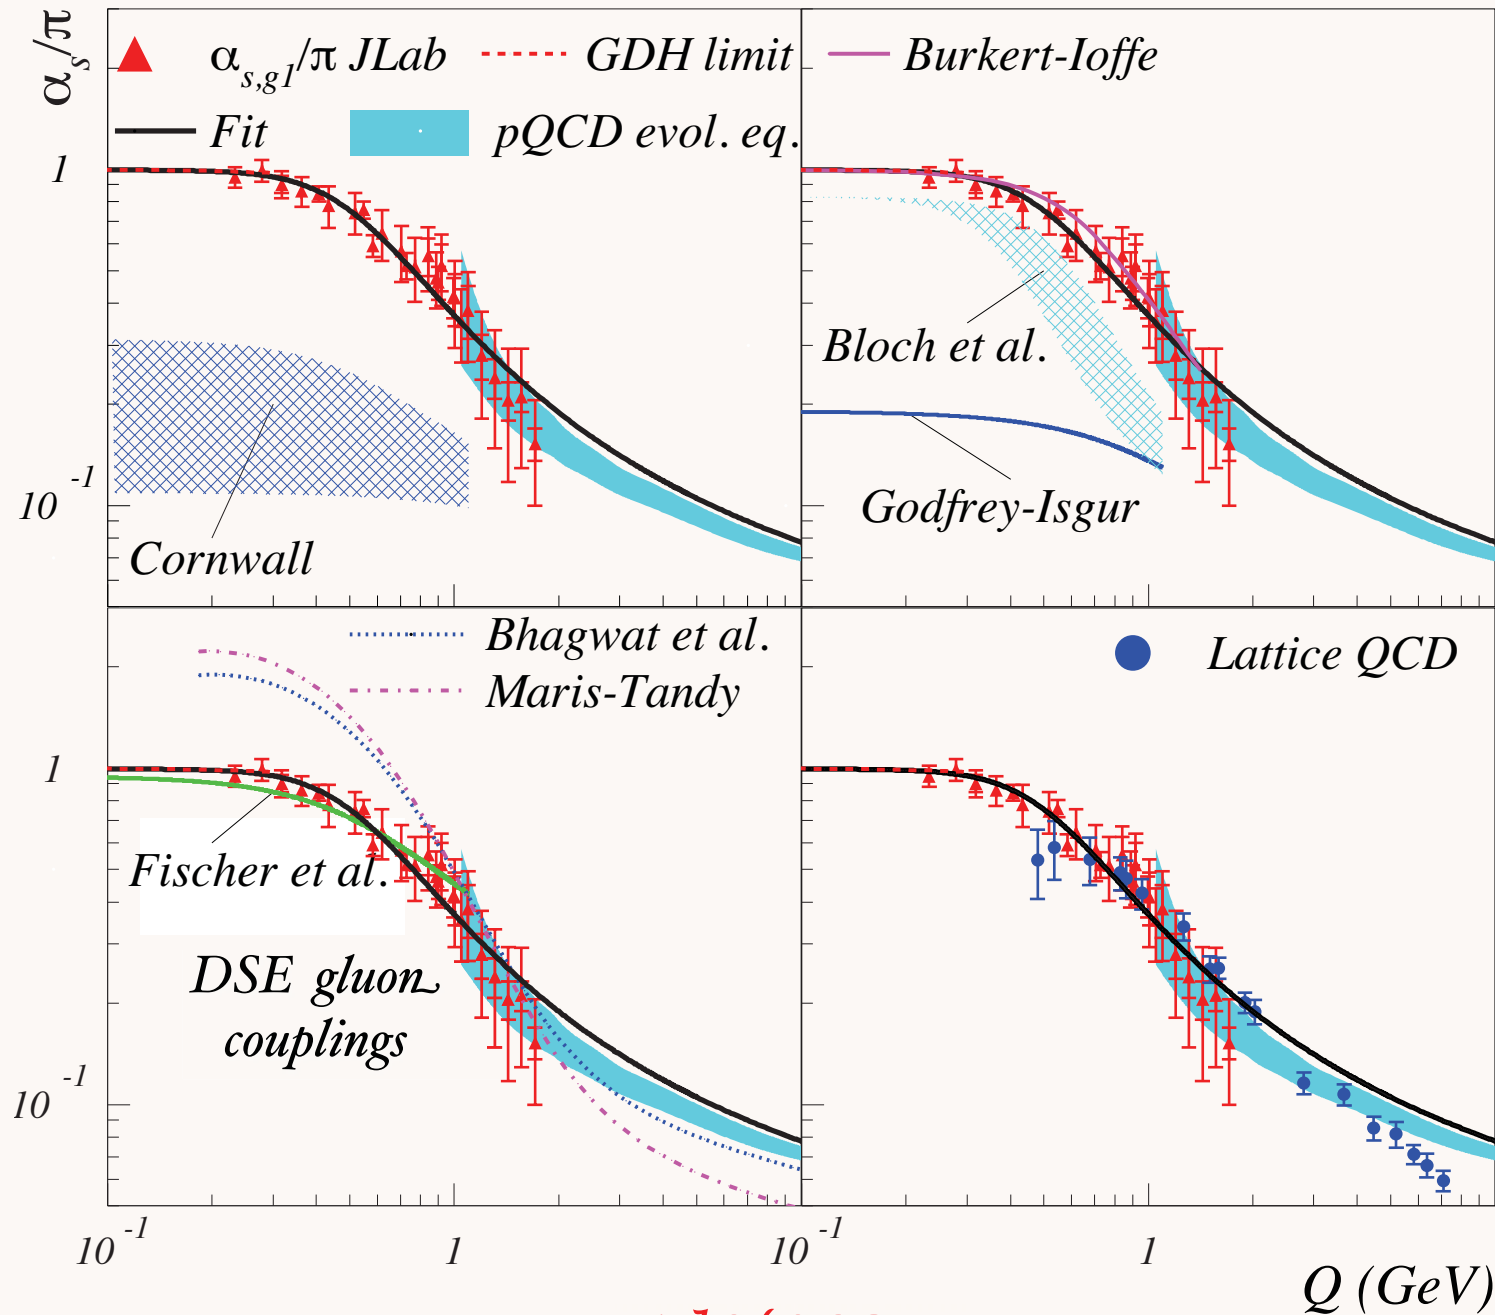 α_s/π
α_{s,g1}/π JLab
GDH limit
Burkert-Ioffe
Fit
pQCD evol. eq.
1
10^{-1}
Cornwall
Bloch et al.
Godfrey-Isgur
Bhagwat et al.
Maris-Tandy
Lattice QCD
1
Fischer et al.
DSE gluon
couplings
10^{-1}
10^{-1}
1
10^{-1}
1
Q (GeV)